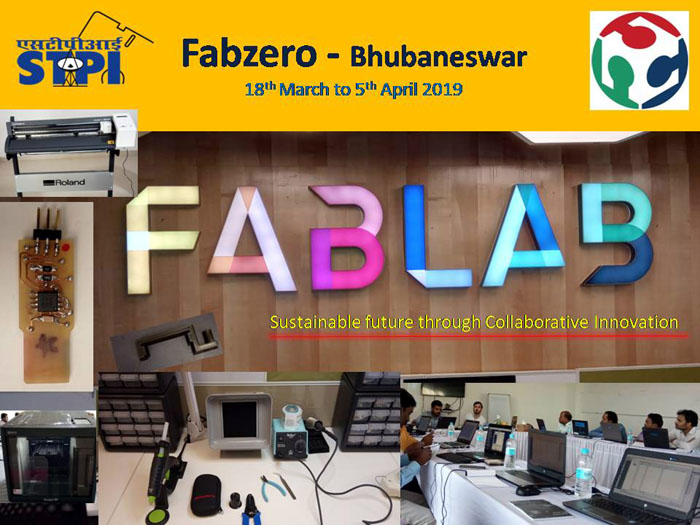 एसटीपीआई
STPI
Fabzero - Bhubaneswar
18th March to 5th April 2019
Roland
FABLAB
Sustainable future through Collaborative Innovation